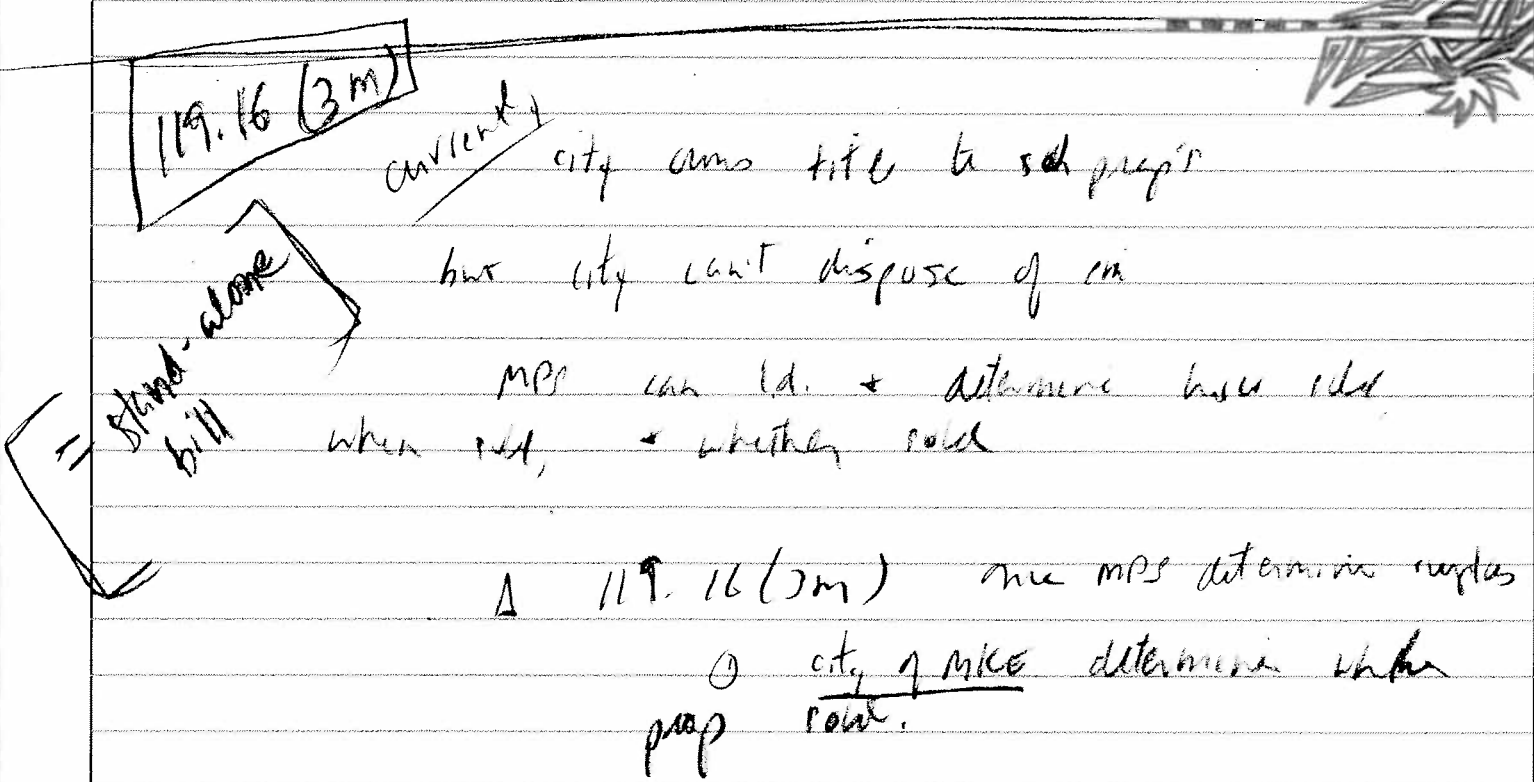 119.16 (3m)
currently city owns title to sch prop's
but city can't dispose of em
= stand-alone
bill
MPS can i.d. + determine how sold
when sold, + whether sold
Δ 119.16 (3m) once MPS determine surplus
① city of MKE determine whether
prop sold.